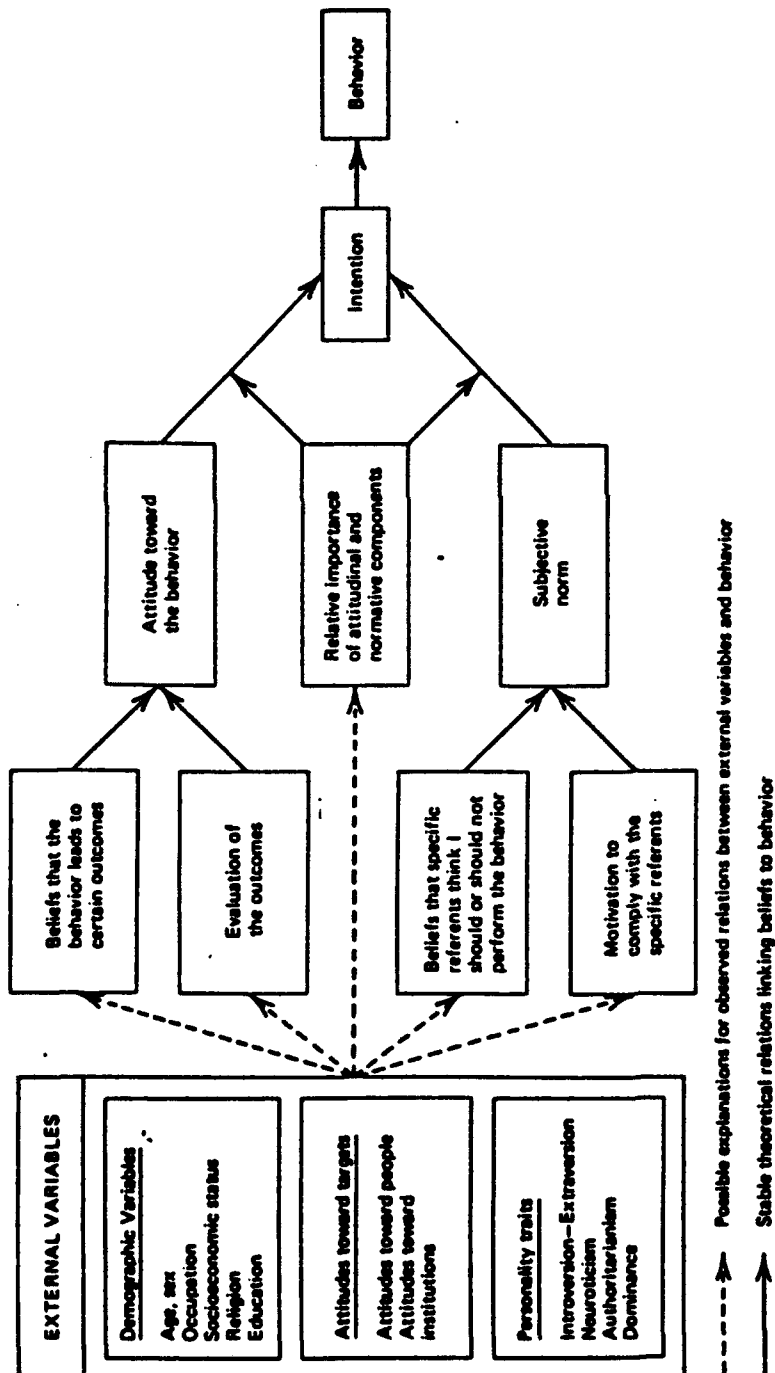 EXTERNAL VARIABLES
Demographic Variables
Age, sex
Occupation
Socioeconomic status
Religion
Education
Attitudes toward targets
Attitudes toward people
Attitudes toward
institutions
Personality traits
Introversion–Extraversion
Neuroticism
Authoritarianism
Dominance
Beliefs that the
behavior leads to
certain outcomes
Evaluation of
the outcomes
Beliefs that specific
referents think I
should or should not
perform the behavior
Motivation to
comply with the
specific referents
Attitude toward
the behavior
Relative importance
of attitudinal and
normative components
Subjective
norm
Intention
Behavior
Possible explanations for observed relations between external variables and behavior
Stable theoretical relations linking beliefs to behavior